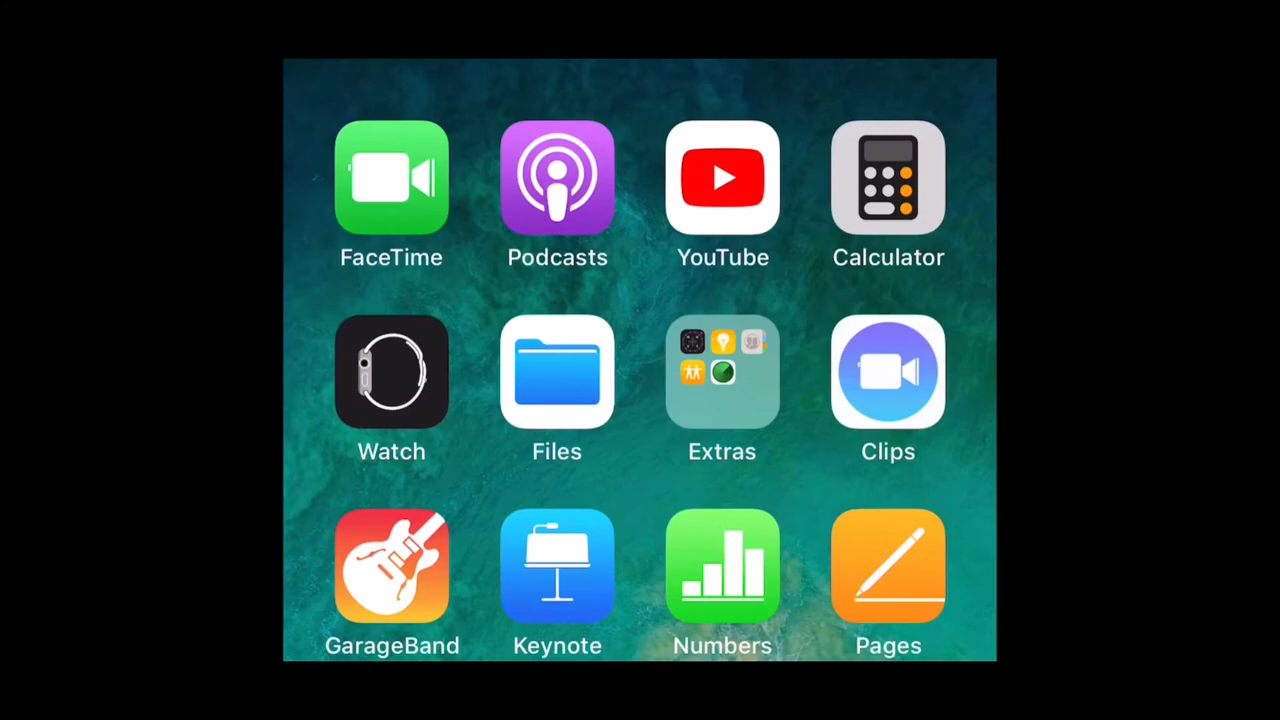 FaceTime Podcasts YouTube Calculator
Watch Files Extras Clips
GarageBand Keynote Numbers Pages